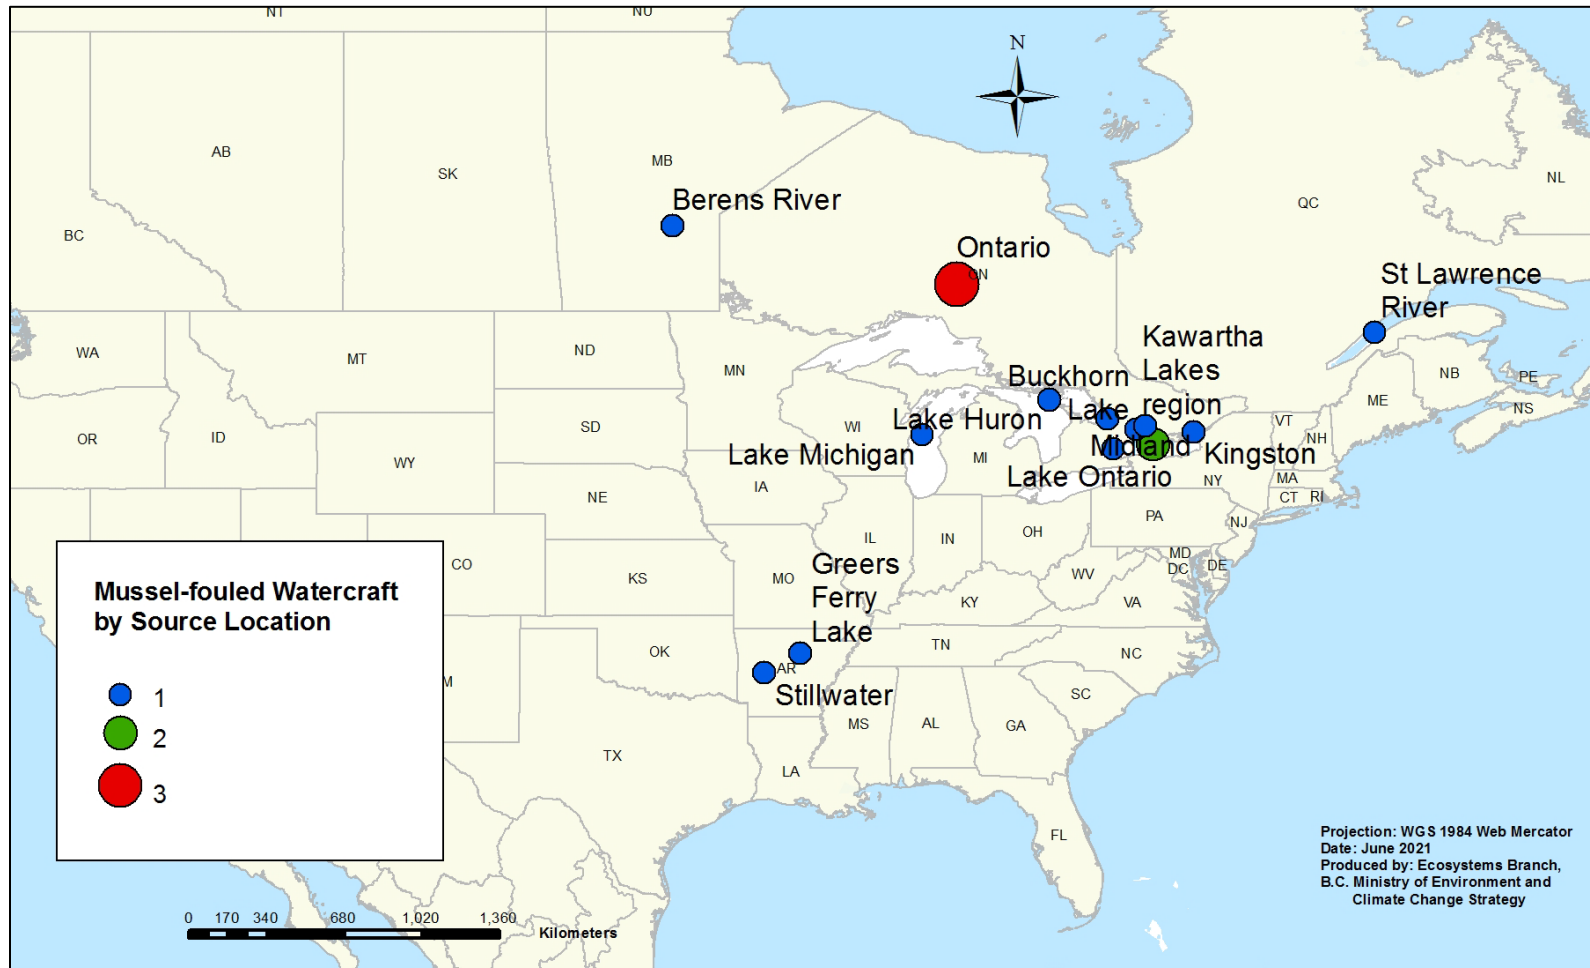 NT
NU
AB
SK
MB
Berens River
BC
Ontario
ON
QC
NL
St Lawrence
River
WA
MT
ND
MN
Kawartha
Lakes
region
Buckhorn
Lake
Lake Huron
NB
PE
NS
ME
OR
ID
SD
WI
Lake Michigan
MI
Midland
Lake Ontario
Kingston
VT
NH
NY
MA
CT
RI
WY
NE
IA
PA
NJ
IL
IN
OH
MD
DC
DE
CO
KS
MO
Greers
Ferry
Lake
WV
KY
VA
OK
AR
TN
NC
M
Stillwater
SC
MS
AL
GA
TX
LA
FL
Mussel-fouled Watercraft
by Source Location
1
2
3
Projection: WGS 1984 Web Mercator
Date: June 2021
Produced by: Ecosystems Branch,
B.C. Ministry of Environment and
Climate Change Strategy
0 170 340 680 1,020 1,360
Kilometers
N